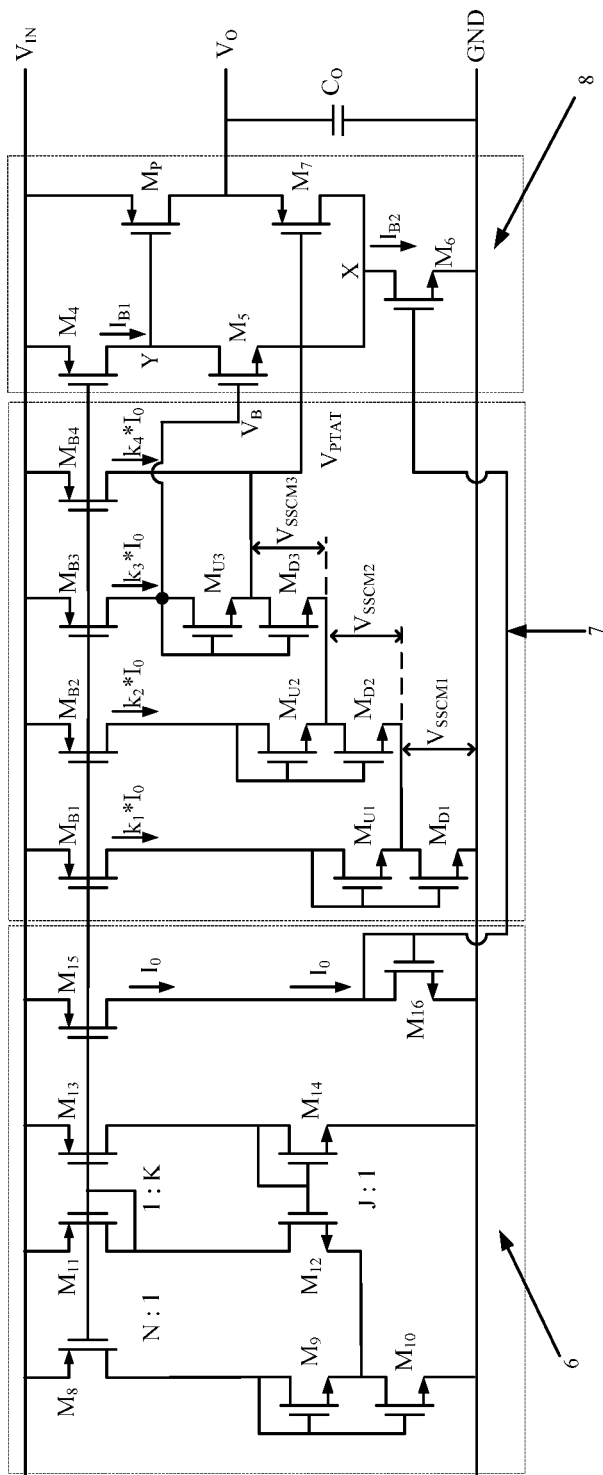 V_IN
V_O
GND
C_O
8
M_P
M_7
M_4
I_B1
Y
M_5
X
I_B2
M_6
V_B
V_PTAT
M_B4
k_4*I_0
V_SSCM3
M_B3
k_3*I_0
M_U3
M_D3
V_SSCM2
M_B2
k_2*I_0
M_U2
M_D2
V_SSCM1
M_B1
k_1*I_0
M_U1
M_D1
7
M_15
I_0
I_0
M_16
M_13
1 : K
M_14
J : 1
M_11
M_12
N : 1
M_8
M_9
M_10
6